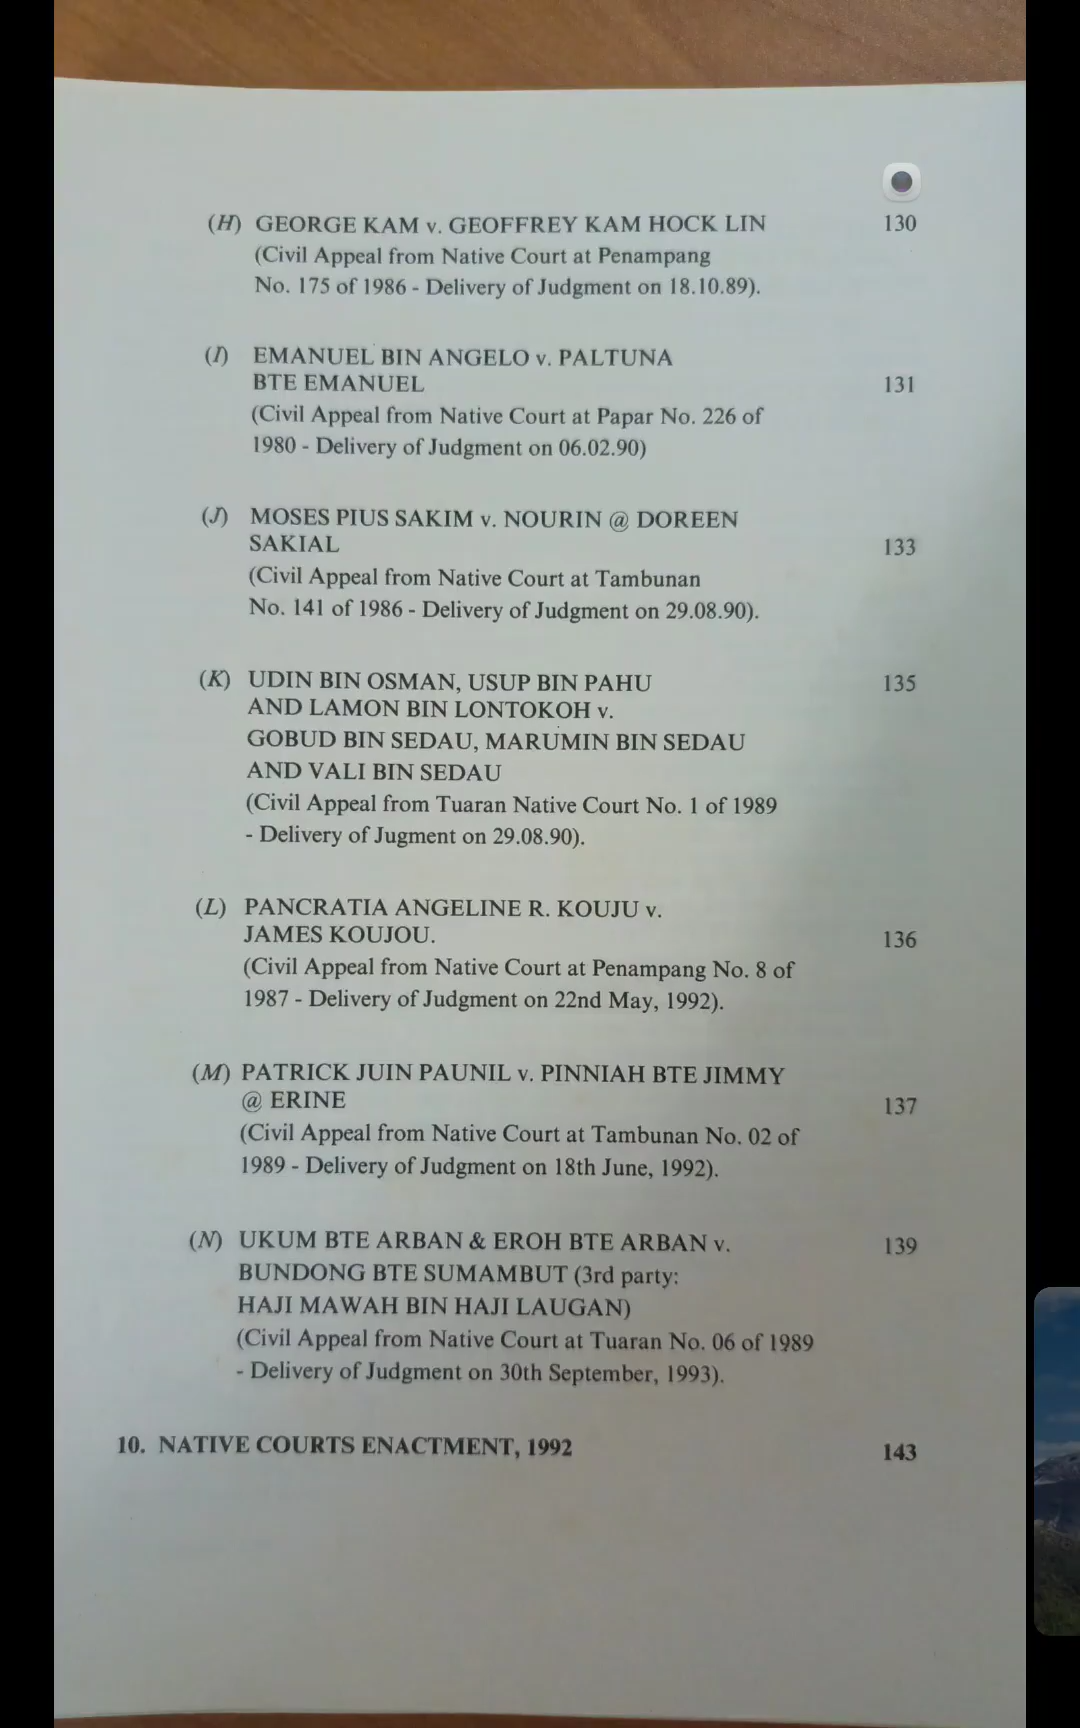 (H) GEORGE KAM v. GEOFFREY KAM HOCK LIN 130
(Civil Appeal from Native Court at Penampang
No. 175 of 1986 - Delivery of Judgment on 18.10.89).
(I) EMANUEL BIN ANGELO v. PALTUNA
BTE EMANUEL 131
(Civil Appeal from Native Court at Papar No. 226 of
1980 - Delivery of Judgment on 06.02.90)
(J) MOSES PIUS SAKIM v. NOURIN @ DOREEN
SAKIAL 133
(Civil Appeal from Native Court at Tambunan
No. 141 of 1986 - Delivery of Judgment on 29.08.90).
(K) UDIN BIN OSMAN, USUP BIN PAHU 135
AND LAMON BIN LONTOKOH v.
GOBUD BIN SEDAU, MARUMIN BIN SEDAU
AND VALI BIN SEDAU
(Civil Appeal from Tuaran Native Court No. 1 of 1989
- Delivery of Jugment on 29.08.90).
(L) PANCRATIA ANGELINE R. KOUJU v.
JAMES KOUJOU. 136
(Civil Appeal from Native Court at Penampang No. 8 of
1987 - Delivery of Judgment on 22nd May, 1992).
(M) PATRICK JUIN PAUNIL v. PINNIAH BTE JIMMY
@ ERINE 137
(Civil Appeal from Native Court at Tambunan No. 02 of
1989 - Delivery of Judgment on 18th June, 1992).
(N) UKUM BTE ARBAN & EROH BTE ARBAN v. 139
BUNDONG BTE SUMAMBUT (3rd party:
HAJI MAWAH BIN HAJI LAUGAN)
(Civil Appeal from Native Court at Tuaran No. 06 of 1989
- Delivery of Judgment on 30th September, 1993).
10. NATIVE COURTS ENACTMENT, 1992 143